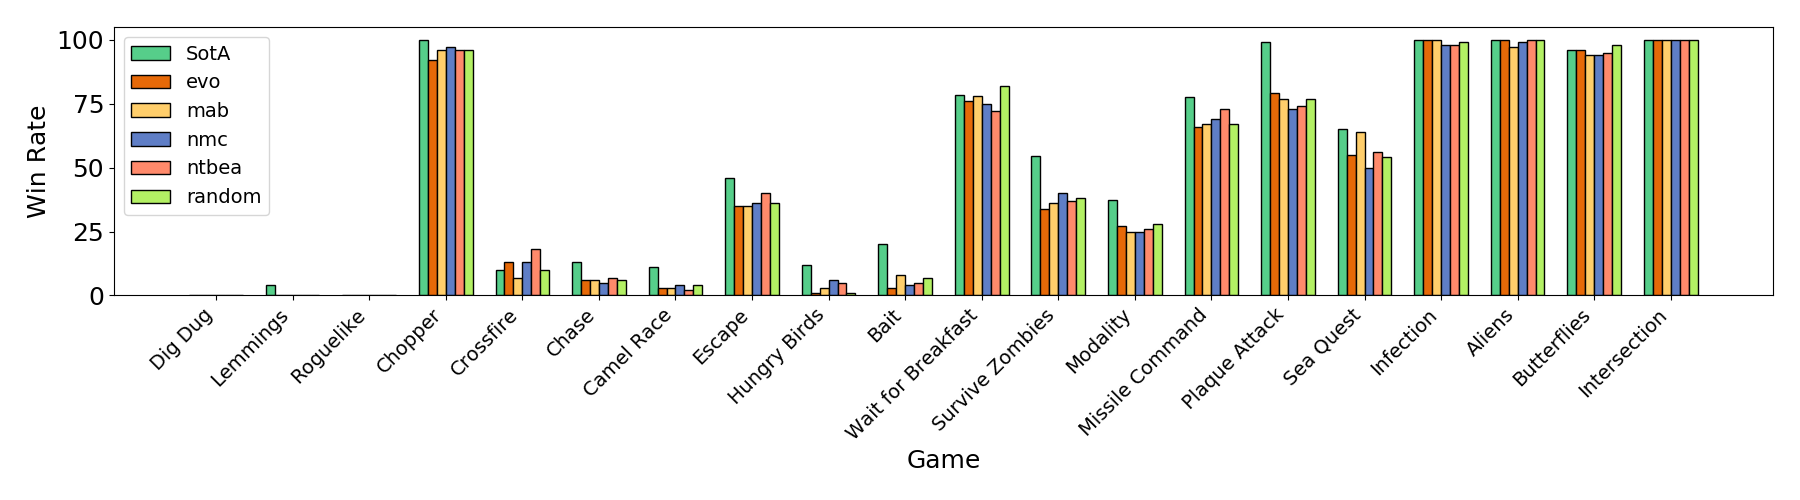 100
75
50
25
0
Win Rate
SotA
evo
mab
nmc
ntbea
random
Dig Dug
Lemmings
Roguelike
Chopper
Crossfire
Chase
Camel Race
Escape
Hungry Birds
Bait
Wait for Breakfast
Survive Zombies
Modality
Missile Command
Plaque Attack
Sea Quest
Infection
Aliens
Butterflies
Intersection
Game